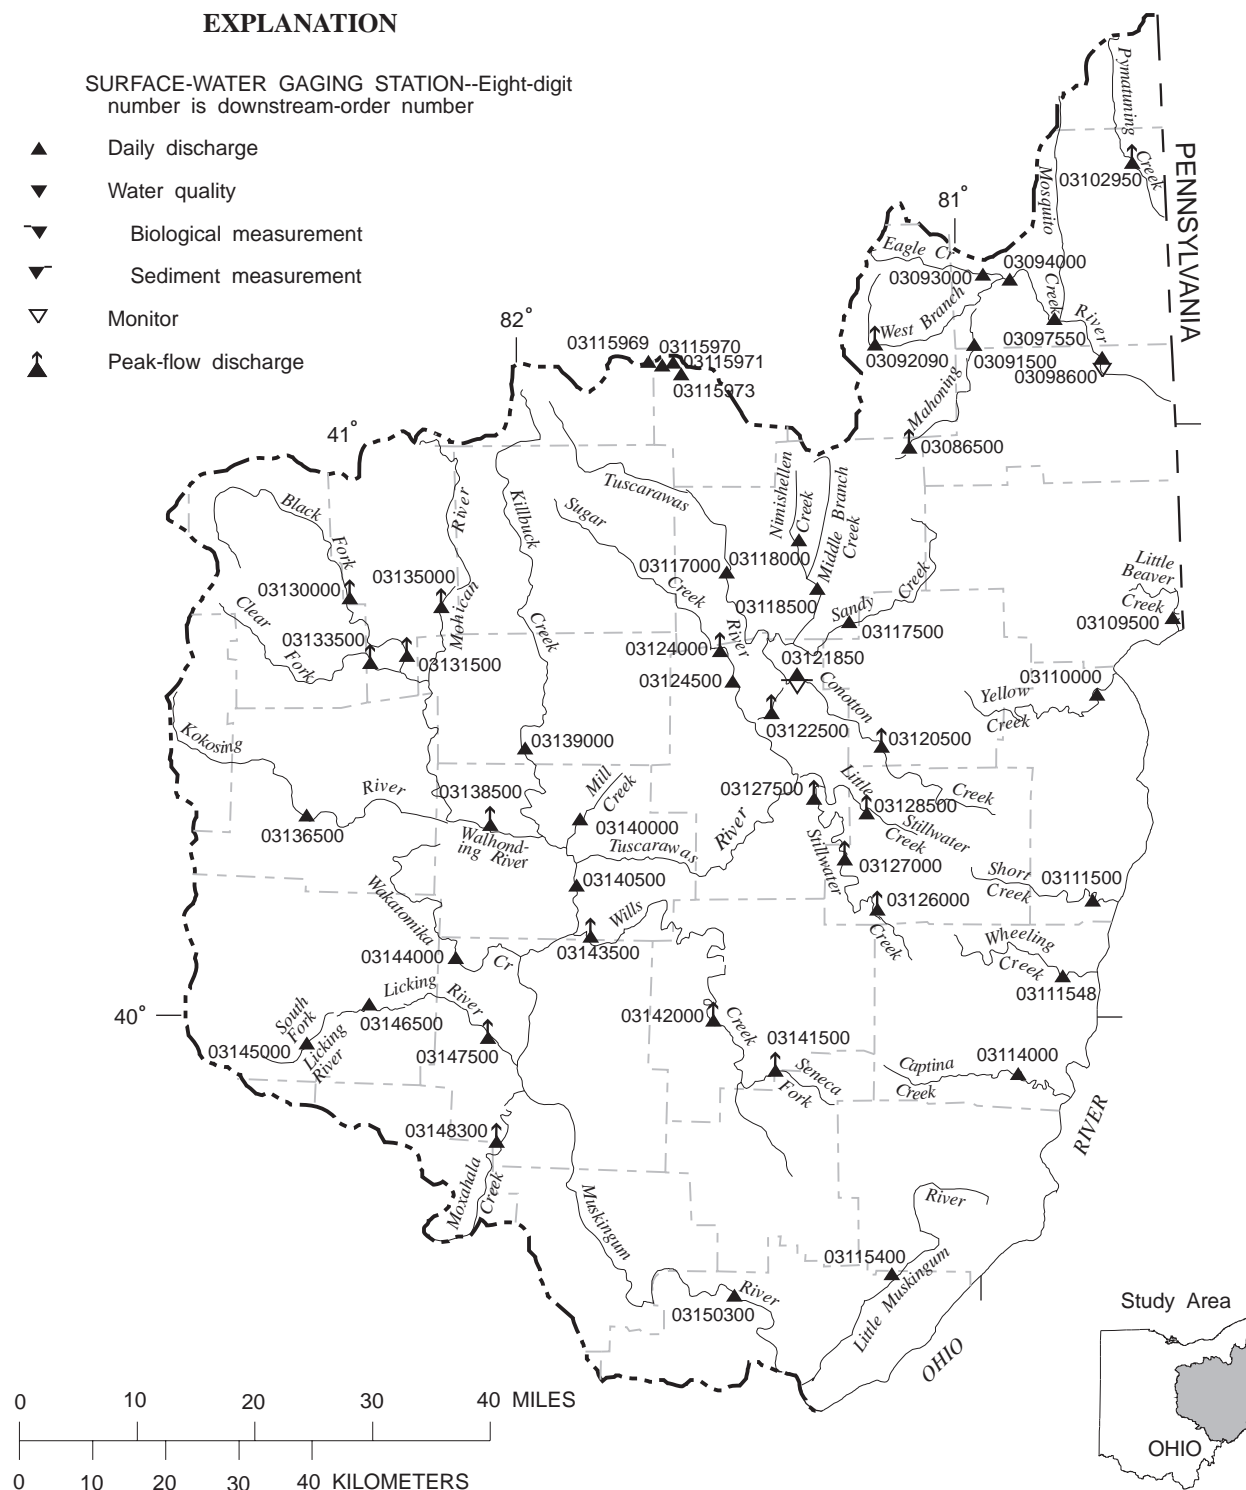 EXPLANATION
SURFACE-WATER GAGING STATION--Eight-digit
number is downstream-order number
Daily discharge
Water quality
Biological measurement
Sediment measurement
Monitor
Peak-flow discharge
Pymatuning
Creek
03102950
PENNSYLVANIA
Mosquito
Creek
81°
Eagle Cr
03094000
03093000
West Branch
River
03097550
03092090
03091500
03098600
Mahoning
03086500
82°
03115969
03115970
03115971
03115973
41°
Black
Fork
River
Mohican
Killbuck
Creek
Tuscarawas
Sugar
Creek
River
Nimishellen
Creek
Middle Branch
Creek
03117000
03118000
03118500
Sandy
Creek
03117500
Little
Beaver
Creek
03109500
03130000
03135000
Clear
Fork
03133500
03131500
03124000
03124500
03121850
Conotton
Creek
03122500
03120500
03110000
Yellow
Creek
Kokosing
River
03139000
03138500
03136500
Walhond-
ing River
Mill
Creek
03140000
Tuscarawas
River
03127500
Little
Stillwater
Creek
03128500
Stillwater
Creek
03127000
03126000
Short
Creek
03111500
Wakatomika
Cr
03140500
Wills
Creek
03143500
03144000
Wheeling
Creek
03111548
40°
Licking
River
03146500
South
Fork
Licking
River
03145000
03147500
03142000
03141500
Seneca
Fork
Captina
Creek
03114000
03148300
Moxahala
Creek
Muskingum
River
03150300
River
Little Muskingum
03115400
OHIO
RIVER
Study Area
OHIO
0 10 20 30 40 MILES
0 10 20 30 40 KILOMETERS